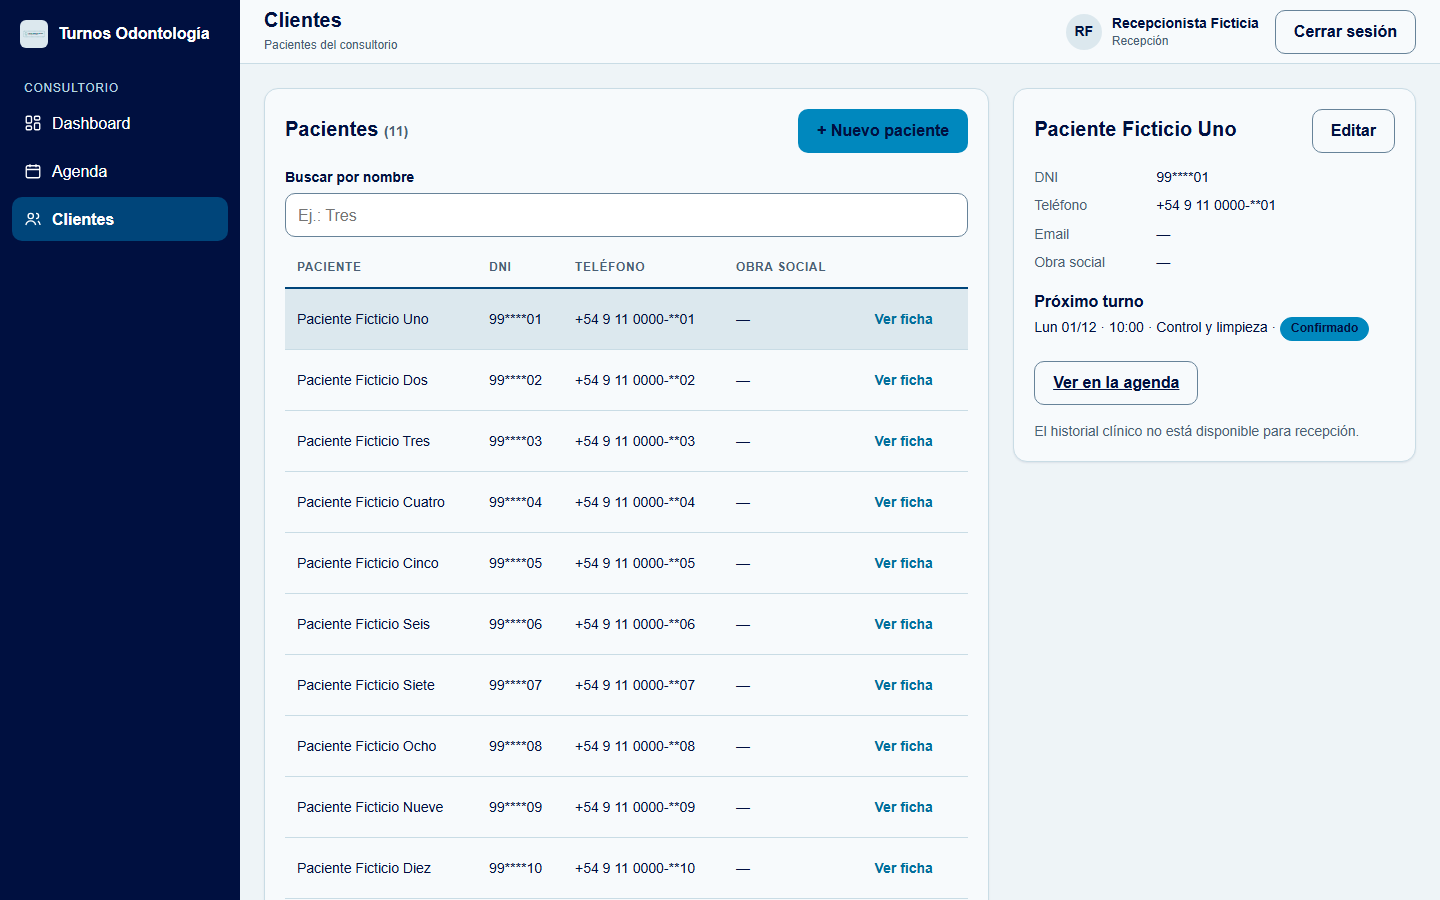 Turnos Odontología
CONSULTORIO
Dashboard
Agenda
Clientes
Clientes
Pacientes del consultorio
RF
Recepcionista Ficticia
Recepción
Cerrar sesión
Pacientes (11)
+ Nuevo paciente
Buscar por nombre
Ej.: Tres
PACIENTE DNI TELÉFONO OBRA SOCIAL
Paciente Ficticio Uno 99****01 +54 9 11 0000-**01 — Ver ficha
Paciente Ficticio Dos 99****02 +54 9 11 0000-**02 — Ver ficha
Paciente Ficticio Tres 99****03 +54 9 11 0000-**03 — Ver ficha
Paciente Ficticio Cuatro 99****04 +54 9 11 0000-**04 — Ver ficha
Paciente Ficticio Cinco 99****05 +54 9 11 0000-**05 — Ver ficha
Paciente Ficticio Seis 99****06 +54 9 11 0000-**06 — Ver ficha
Paciente Ficticio Siete 99****07 +54 9 11 0000-**07 — Ver ficha
Paciente Ficticio Ocho 99****08 +54 9 11 0000-**08 — Ver ficha
Paciente Ficticio Nueve 99****09 +54 9 11 0000-**09 — Ver ficha
Paciente Ficticio Diez 99****10 +54 9 11 0000-**10 — Ver ficha
Paciente Ficticio Uno
Editar
DNI 99****01
Teléfono +54 9 11 0000-**01
Email —
Obra social —
Próximo turno
Lun 01/12 · 10:00 · Control y limpieza · Confirmado
Ver en la agenda
El historial clínico no está disponible para recepción.